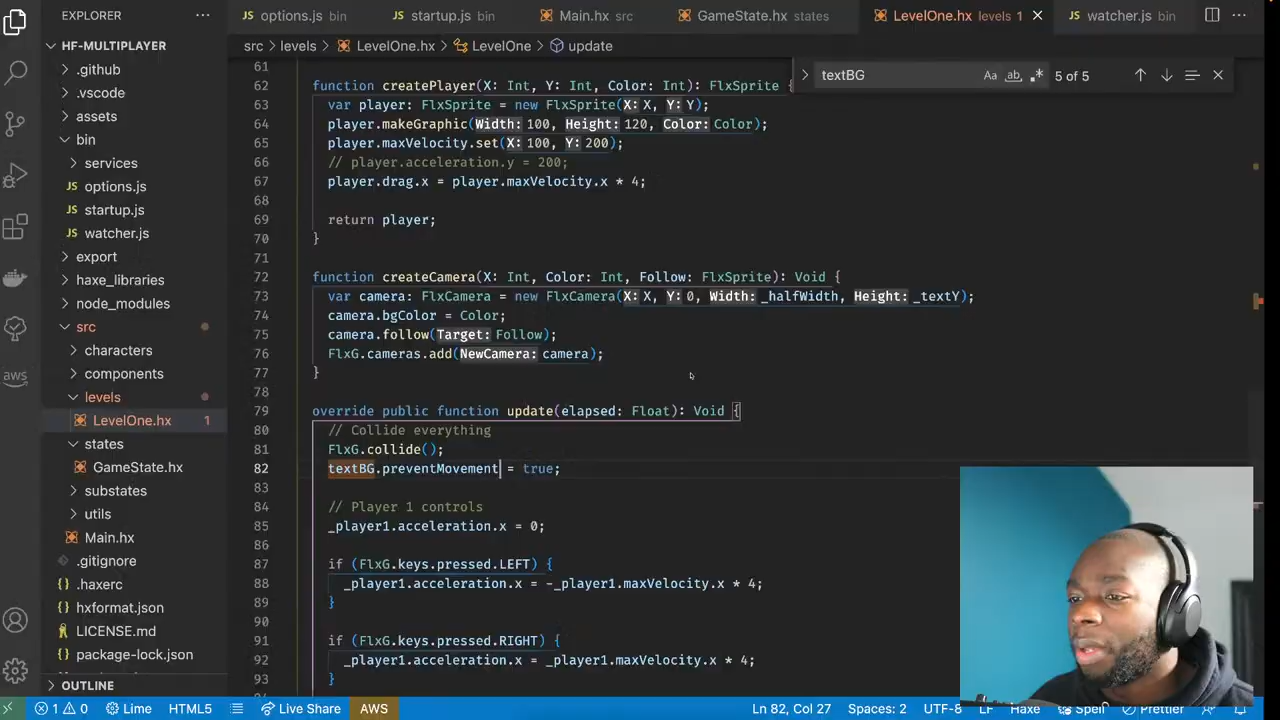 EXPLORER
options.js bin
startup.js bin
Main.hx src
GameState.hx states
LevelOne.hx levels 1
watcher.js bin
HF-MULTIPLAYER
src > levels > LevelOne.hx > LevelOne > update
textBG
Aa ab
5 of 5
.github
.vscode
assets
bin
services
options.js
startup.js
watcher.js
export
haxe_libraries
node_modules
src
characters
components
levels
LevelOne.hx 1
states
GameState.hx
substates
utils
Main.hx
.gitignore
.haxerc
hxformat.json
LICENSE.md
package-lock.json
OUTLINE
aws
61
62 function createPlayer(X: Int, Y: Int, Color: Int): FlxSprite {
63 var player: FlxSprite = new FlxSprite(X: X, Y: Y);
64 player.makeGraphic(Width: 100, Height: 120, Color: Color);
65 player.maxVelocity.set(X: 100, Y: 200);
66 // player.acceleration.y = 200;
67 player.drag.x = player.maxVelocity.x * 4;
68
69 return player;
70 }
71
72 function createCamera(X: Int, Color: Int, Follow: FlxSprite): Void {
73 var camera: FlxCamera = new FlxCamera(X: X, Y: 0, Width: _halfWidth, Height: _textY);
74 camera.bgColor = Color;
75 camera.follow(Target: Follow);
76 FlxG.cameras.add(NewCamera: camera);
77 }
78
79 override public function update(elapsed: Float): Void {
80 // Collide everything
81 FlxG.collide();
82 textBG.preventMovement = true;
83
84 // Player 1 controls
85 _player1.acceleration.x = 0;
86
87 if (FlxG.keys.pressed.LEFT) {
88 _player1.acceleration.x = -_player1.maxVelocity.x * 4;
89 }
90
91 if (FlxG.keys.pressed.RIGHT) {
92 _player1.acceleration.x = _player1.maxVelocity.x * 4;
93 }
1 0 Lime HTML5 Live Share AWS Ln 82, Col 27 Spaces: 2 UTF-8 LF Haxe Spell Prettier